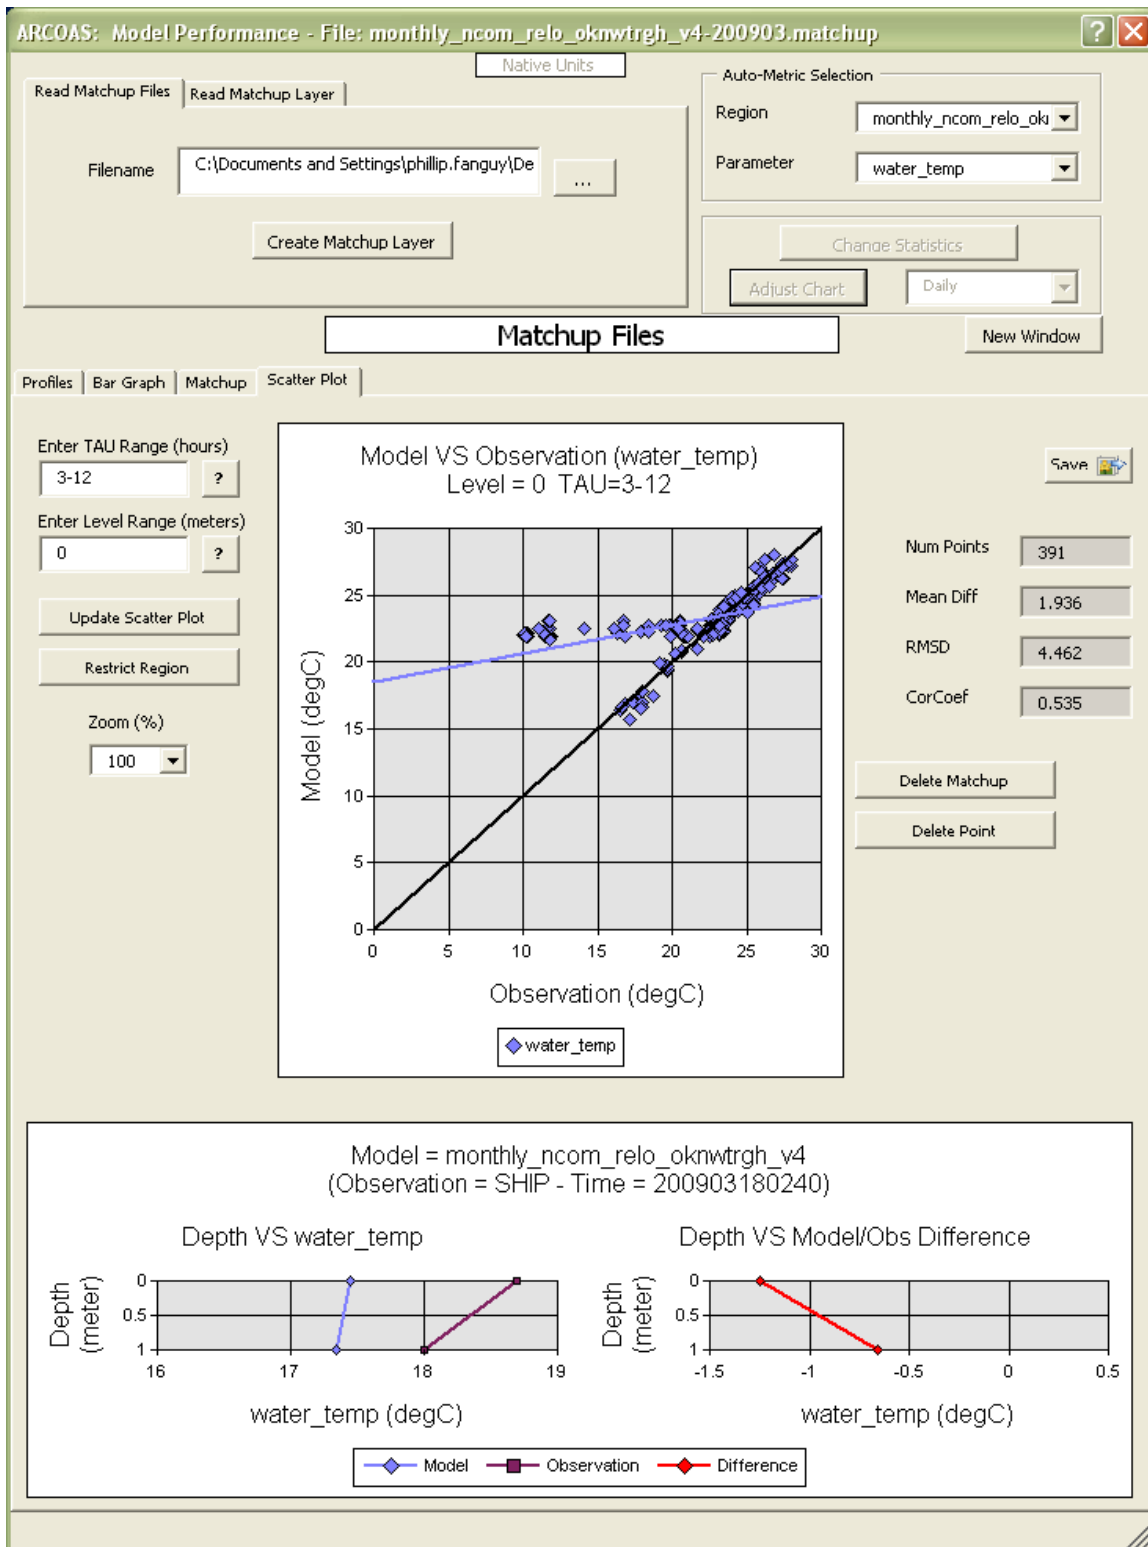 ARCOAS: Model Performance - File: monthly_ncom_relo_oknwtrgh_v4-200903.matchup
Native Units
Read Matchup Files
Read Matchup Layer
Filename
C:\Documents and Settings\phillip.fanguy\De
...
Create Matchup Layer
Auto-Metric Selection
Region
monthly_ncom_relo_okn
Parameter
water_temp
Change Statistics
Adjust Chart
Daily
Matchup Files
New Window
Profiles
Bar Graph
Matchup
Scatter Plot
Enter TAU Range (hours)
3-12
?
Enter Level Range (meters)
0
?
Update Scatter Plot
Restrict Region
Zoom (%)
100
Model VS Observation (water_temp)
Level = 0 TAU=3-12
30
25
20
15
10
5
0
Model (degC)
0 5 10 15 20 25 30
Observation (degC)
water_temp
Save
Num Points
391
Mean Diff
1.936
RMSD
4.462
CorCoef
0.535
Delete Matchup
Delete Point
Model = monthly_ncom_relo_oknwtrgh_v4
(Observation = SHIP - Time = 200903180240)
Depth VS water_temp
Depth
(meter)
0
0.5
1
16 17 18 19
water_temp (degC)
Depth VS Model/Obs Difference
Depth
(meter)
0
0.5
1
-1.5 -1 -0.5 0 0.5
water_temp (degC)
Model
Observation
Difference